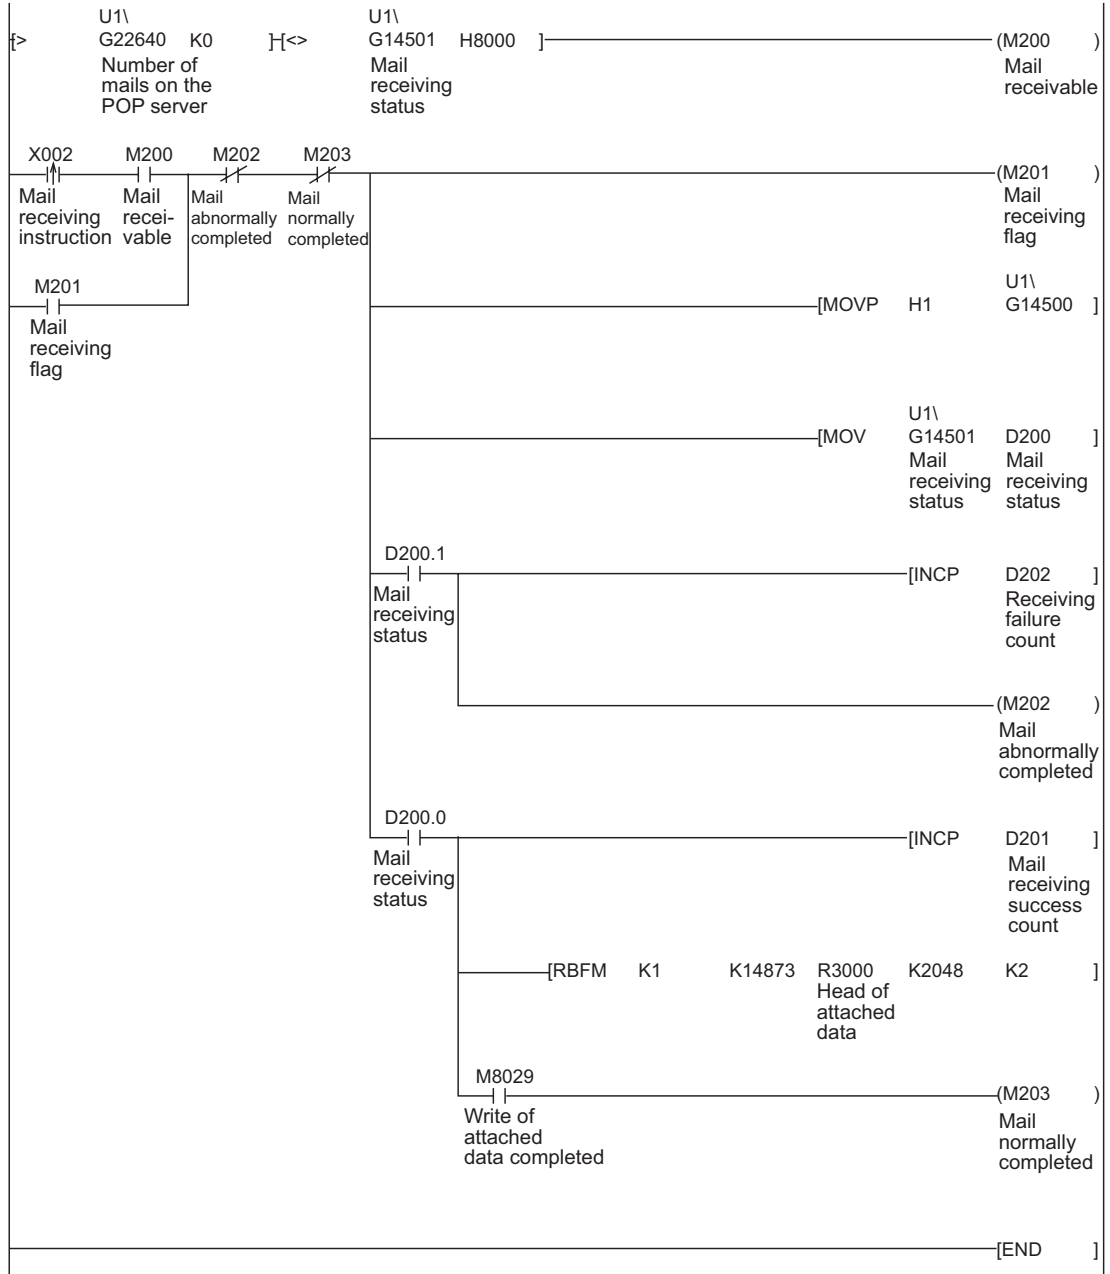 U1\ U1\
[> G22640 K0 ] [<> G14501 H8000 ] (M200 )
Number of mails on the POP server
Mail receiving status
Mail receivable
X002 M200 M202 M203
(M201 )
Mail receiving instruction
Mail recei-vable
Mail abnormally completed
Mail normally completed
Mail receiving flag
M201
Mail receiving flag
U1\
[MOVP H1 G14500 ]
U1\
[MOV G14501 D200 ]
Mail receiving status
Mail receiving status
D200.1
Mail receiving status
[INCP D202 ]
Receiving failure count
(M202 )
Mail abnormally completed
D200.0
Mail receiving status
[INCP D201 ]
Mail receiving success count
[RBFM K1 K14873 R3000 K2048 K2 ]
Head of attached data
M8029
Write of attached data completed
(M203 )
Mail normally completed
[END ]